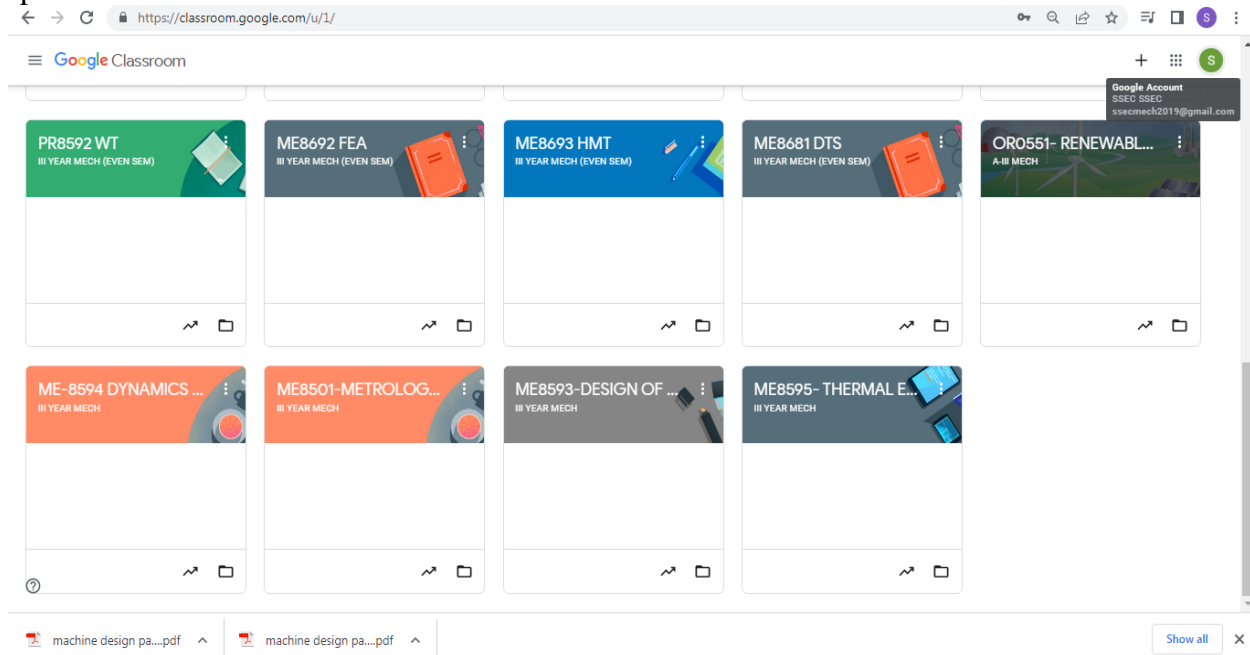 https://classroom.google.com/u/1/
S
Google Classroom
S
Google Account
SSEC SSEC
ssecmech2019@gmail.com
PR8592 WT
III YEAR MECH (EVEN SEM)
ME8692 FEA
III YEAR MECH (EVEN SEM)
ME8693 HMT
III YEAR MECH (EVEN SEM)
ME8681 DTS
III YEAR MECH (EVEN SEM)
ORO551- RENEWABL...
A-III MECH
ME-8594 DYNAMICS ...
III YEAR MECH
ME8501-METROLOG...
III YEAR MECH
ME8593-DESIGN OF ...
III YEAR MECH
ME8595- THERMAL E...
III YEAR MECH
machine design pa....pdf
machine design pa....pdf
Show all